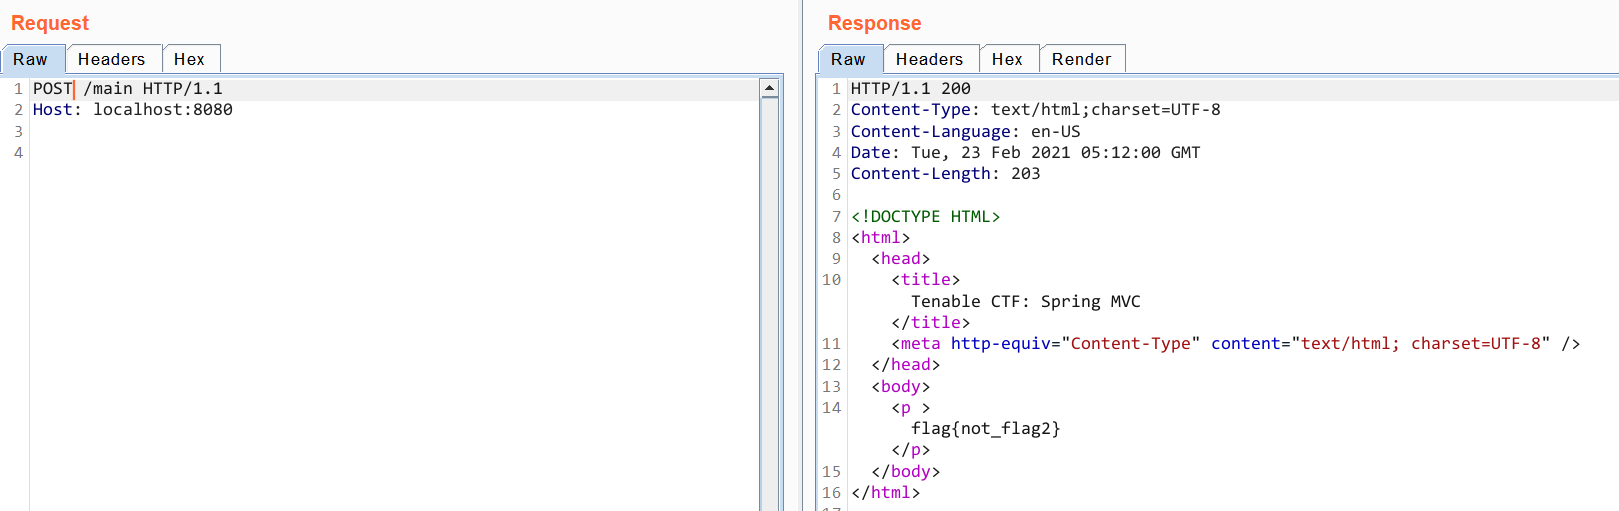 Request
Raw Headers Hex
1 POST /main HTTP/1.1
2 Host: localhost:8080
3
4
Response
Raw Headers Hex Render
1 HTTP/1.1 200
2 Content-Type: text/html;charset=UTF-8
3 Content-Language: en-US
4 Date: Tue, 23 Feb 2021 05:12:00 GMT
5 Content-Length: 203
6
7 <!DOCTYPE HTML>
8 <html>
9 <head>
10 <title>
Tenable CTF: Spring MVC
</title>
11 <meta http-equiv="Content-Type" content="text/html; charset=UTF-8" />
12 </head>
13 <body>
14 <p >
flag{not_flag2}
</p>
15 </body>
16 </html>